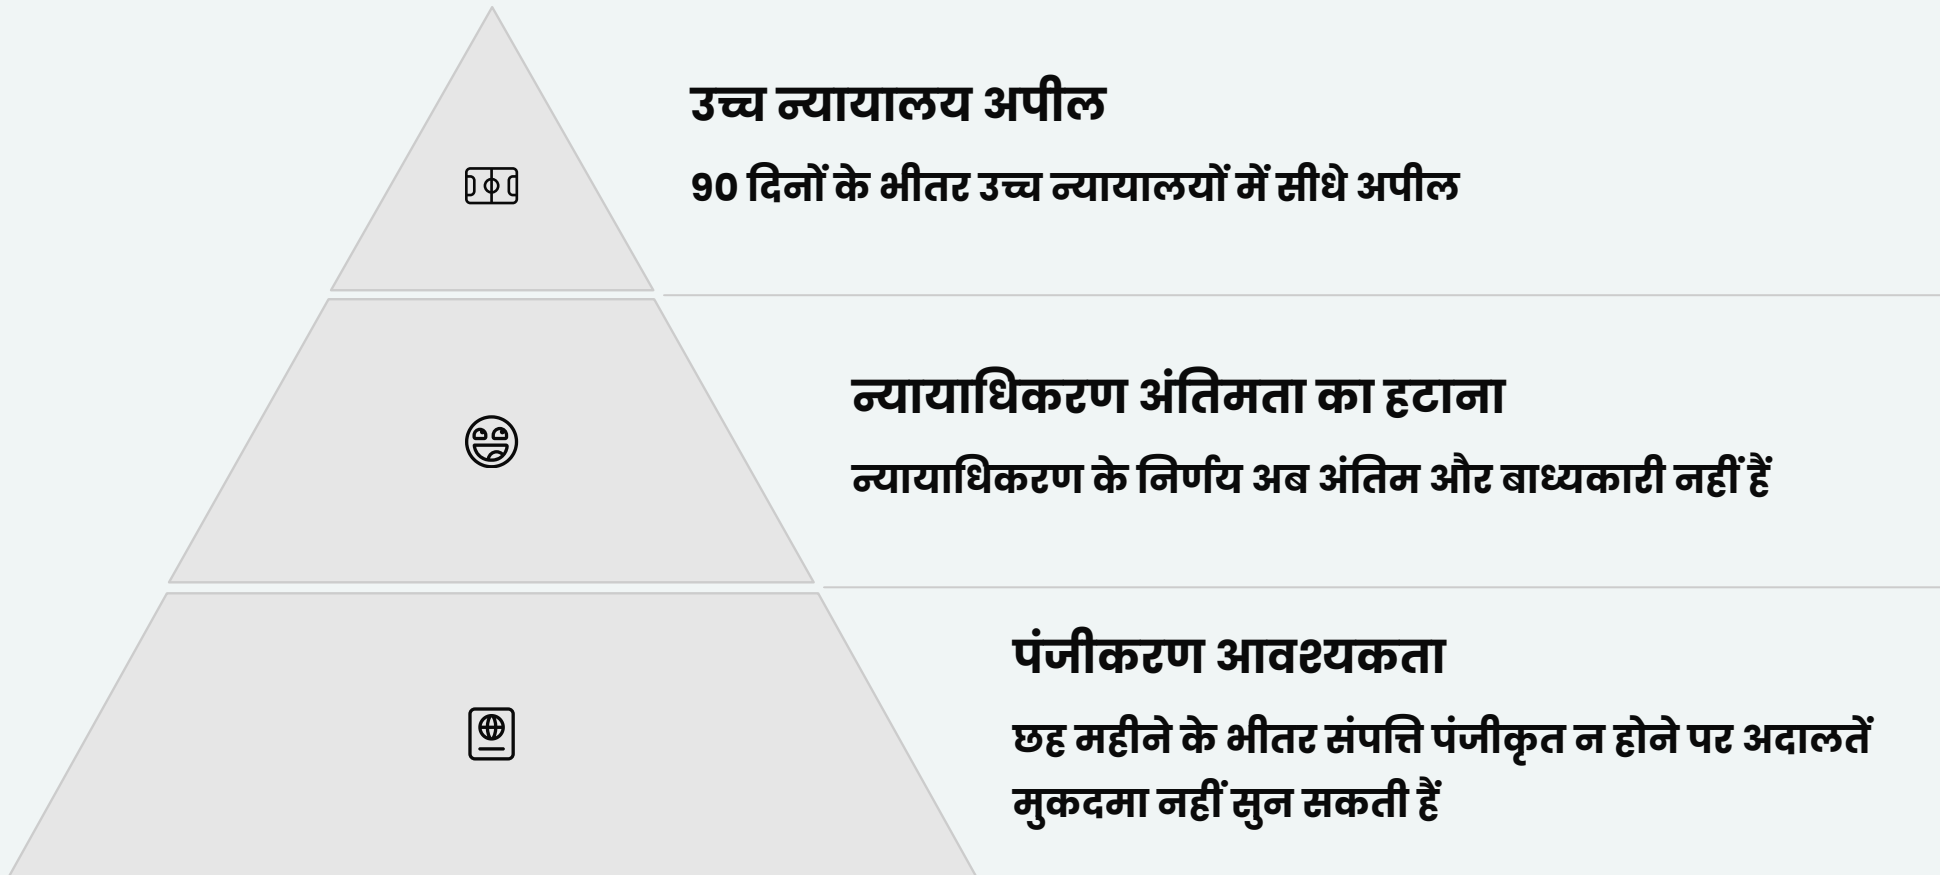 उच्च न्यायालय अपील
90 दिनों के भीतर उच्च न्यायालयों में सीधे अपील
न्यायाधिकरण अंतिमता का हटाना
न्यायाधिकरण के निर्णय अब अंतिम और बाध्यकारी नहीं हैं
पंजीकरण आवश्यकता
छह महीने के भीतर संपत्ति पंजीकृत न होने पर अदालतें
मुकदमा नहीं सुन सकती हैं